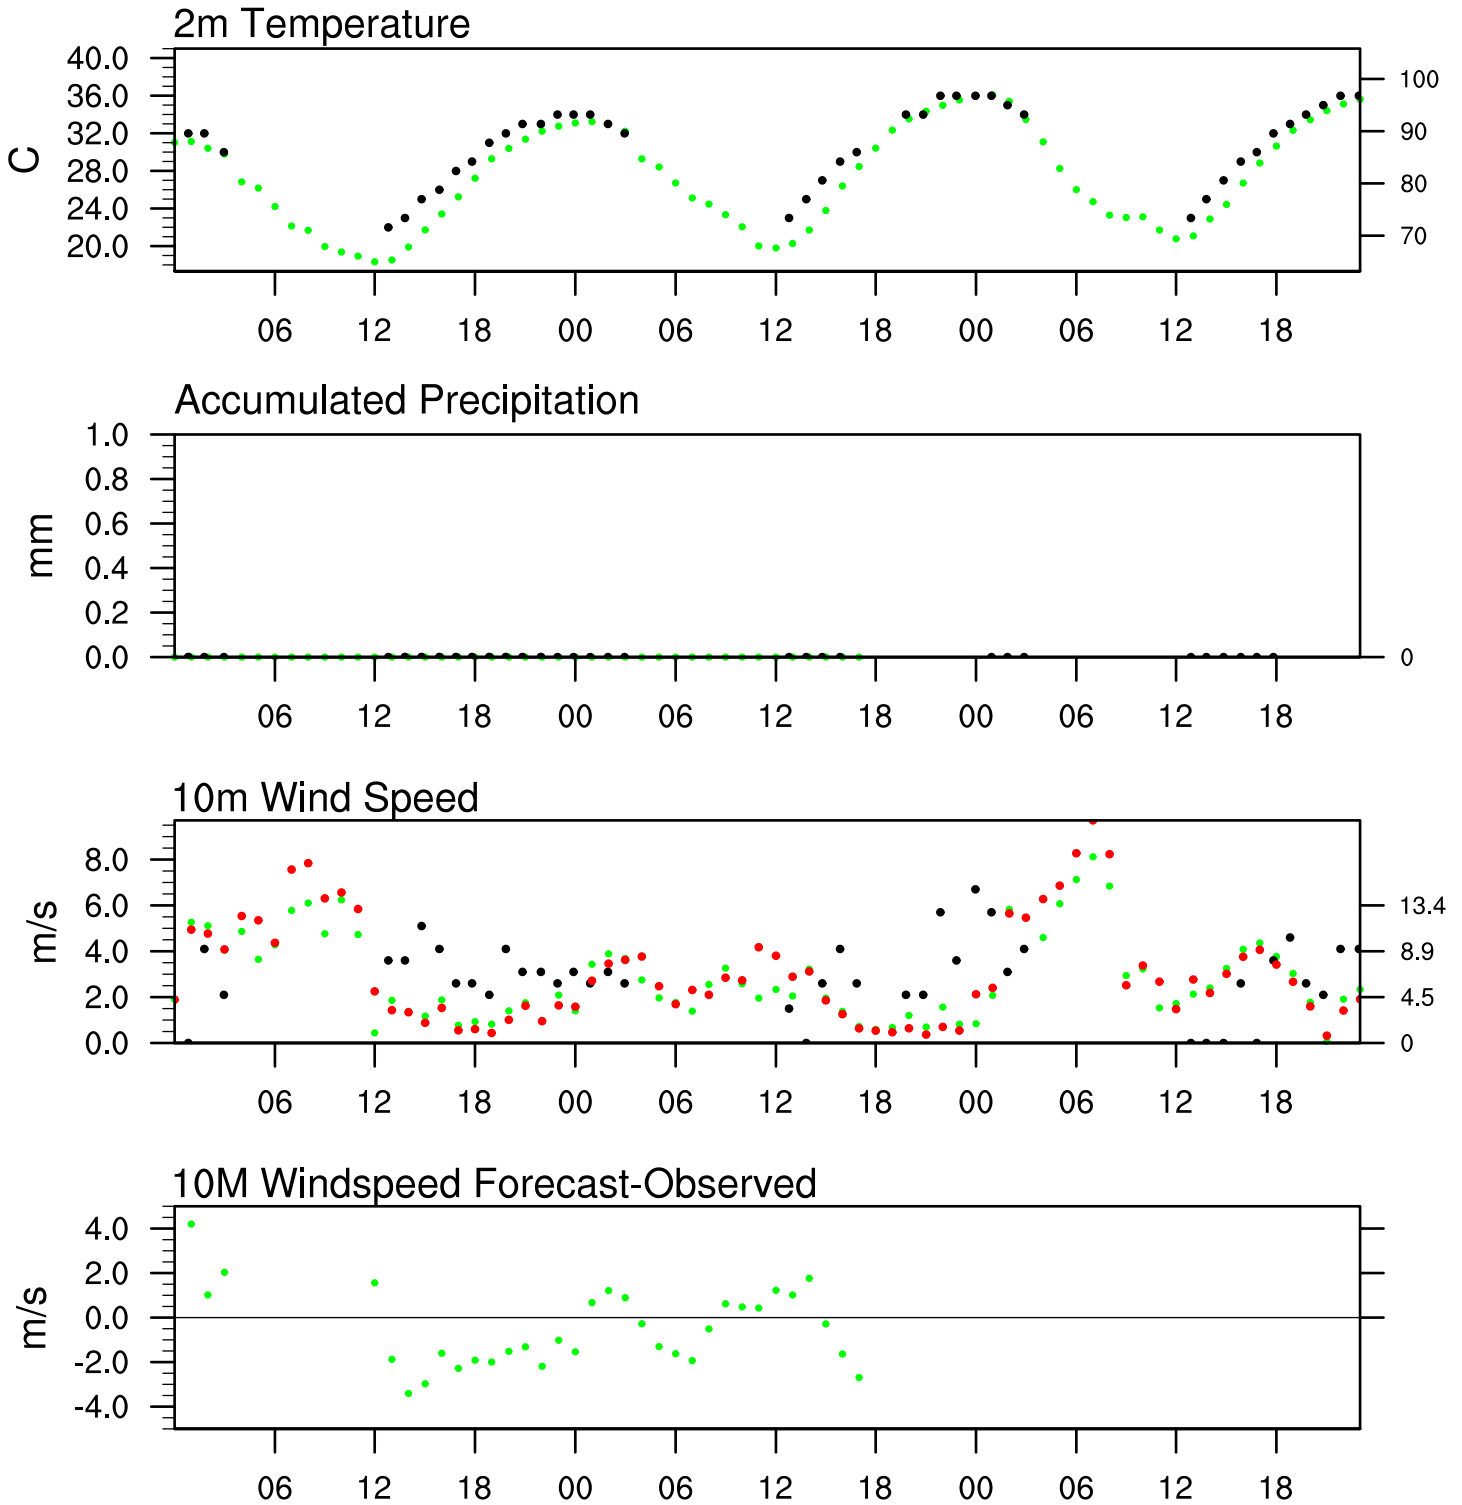 2m Temperature
40.0
36.0
32.0
28.0
24.0
20.0
C
100
90
80
70
06 12 18 00 06 12 18 00 06 12 18
Accumulated Precipitation
1.0
0.8
0.6
0.4
0.2
0.0
mm
0
06 12 18 00 06 12 18 00 06 12 18
10m Wind Speed
8.0
6.0
4.0
2.0
0.0
m/s
13.4
8.9
4.5
0
06 12 18 00 06 12 18 00 06 12 18
10M Windspeed Forecast-Observed
4.0
2.0
0.0
-2.0
-4.0
m/s
06 12 18 00 06 12 18 00 06 12 18